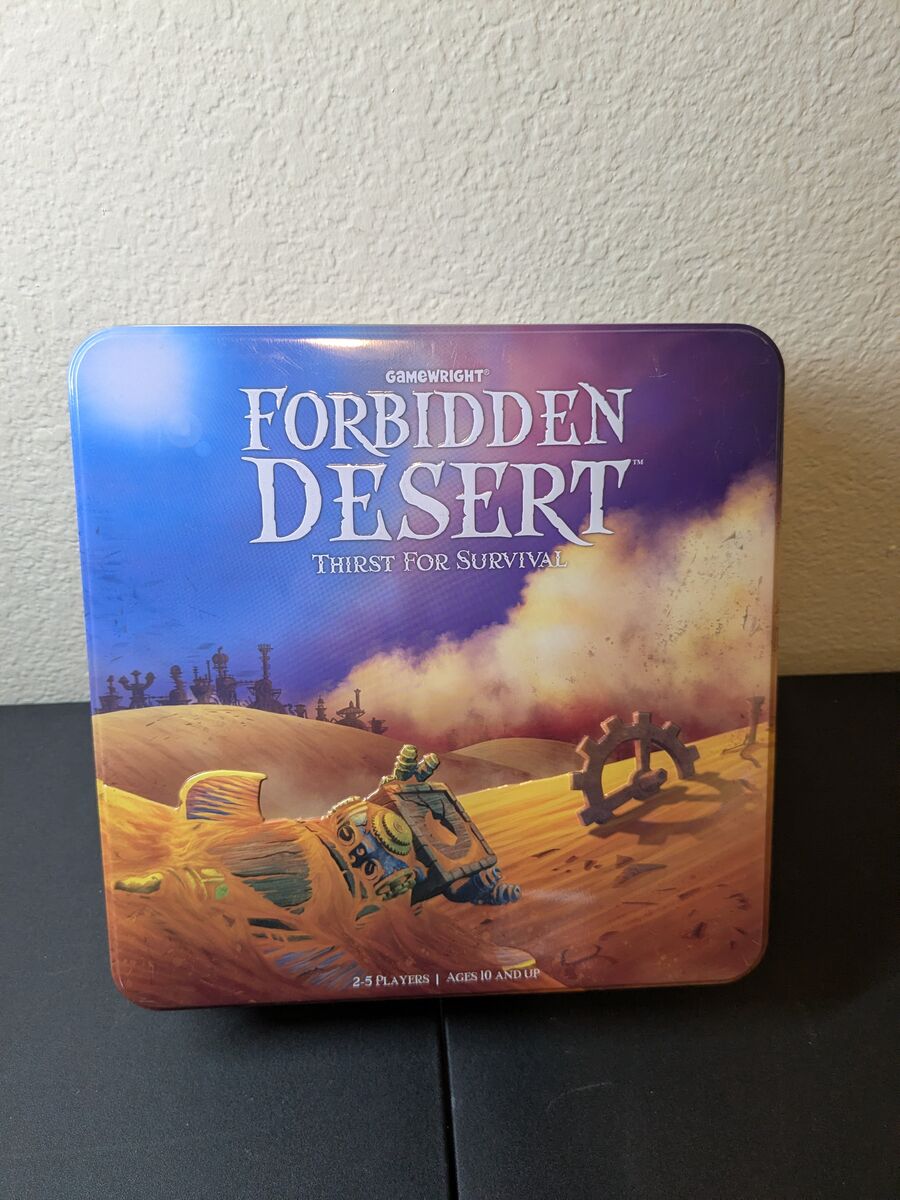 GAMEWRIGHT®
FORBIDDEN
DESERT™
THIRST FOR SURVIVAL
2-5 PLAYERS | AGES 10 AND UP